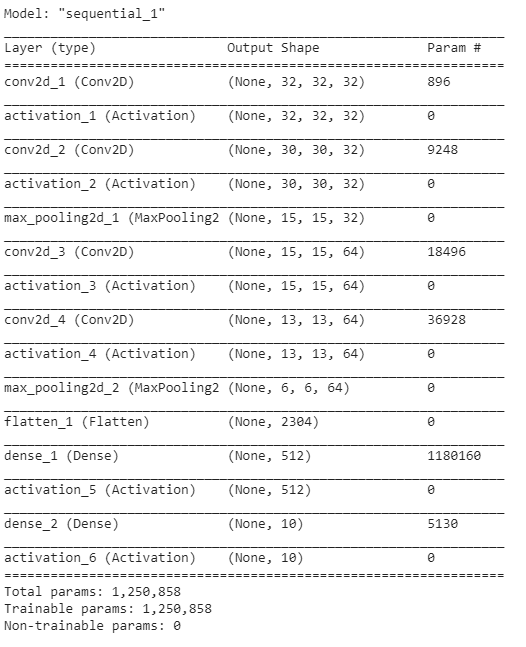 Model: "sequential_1"
Layer (type) Output Shape Param #
conv2d_1 (Conv2D) (None, 32, 32, 32) 896
activation_1 (Activation) (None, 32, 32, 32) 0
conv2d_2 (Conv2D) (None, 30, 30, 32) 9248
activation_2 (Activation) (None, 30, 30, 32) 0
max_pooling2d_1 (MaxPooling2 (None, 15, 15, 32) 0
conv2d_3 (Conv2D) (None, 15, 15, 64) 18496
activation_3 (Activation) (None, 15, 15, 64) 0
conv2d_4 (Conv2D) (None, 13, 13, 64) 36928
activation_4 (Activation) (None, 13, 13, 64) 0
max_pooling2d_2 (MaxPooling2 (None, 6, 6, 64) 0
flatten_1 (Flatten) (None, 2304) 0
dense_1 (Dense) (None, 512) 1180160
activation_5 (Activation) (None, 512) 0
dense_2 (Dense) (None, 10) 5130
activation_6 (Activation) (None, 10) 0
Total params: 1,250,858
Trainable params: 1,250,858
Non-trainable params: 0